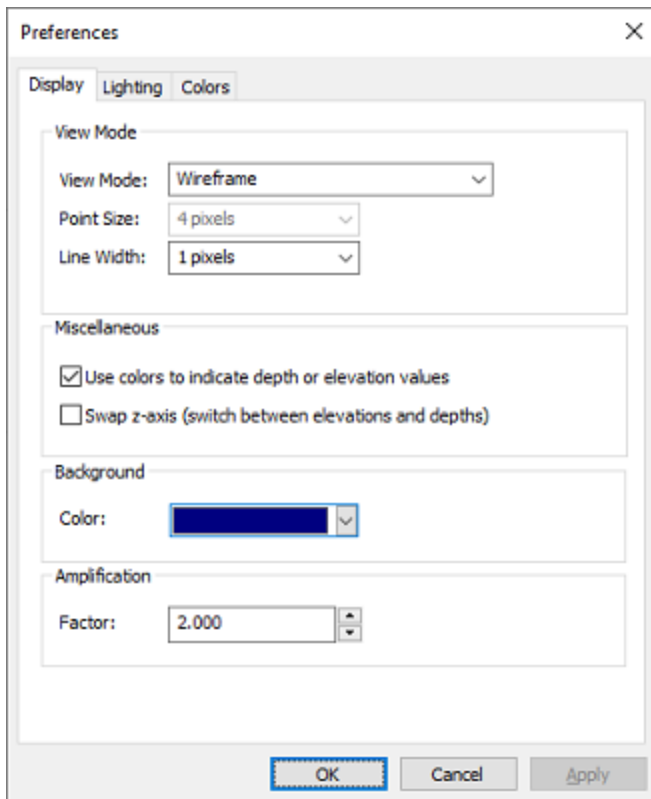 Preferences
Display Lighting Colors
View Mode
View Mode: Wireframe
Point Size: 4 pixels
Line Width: 1 pixels
Miscellaneous
Use colors to indicate depth or elevation values
Swap z-axis (switch between elevations and depths)
Background
Color:
Amplification
Factor: 2.000
OK Cancel Apply